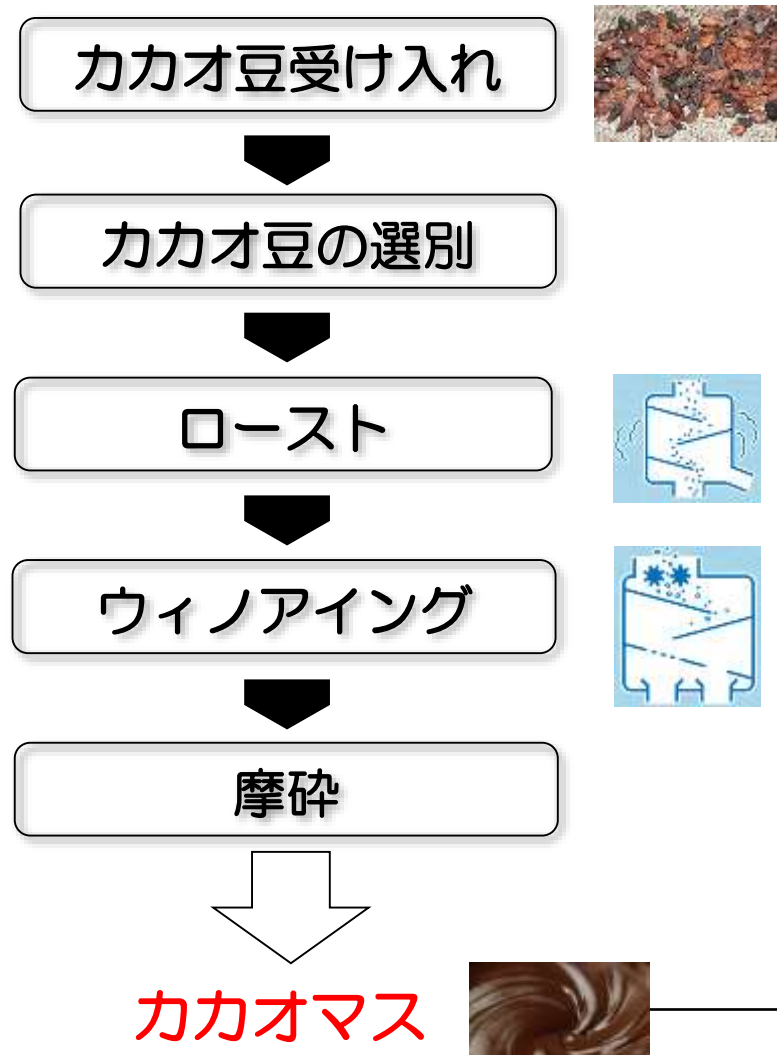 カカオ豆受け入れ
カカオ豆の選別
ロースト
ウィノアイング
摩砕
カカオマス